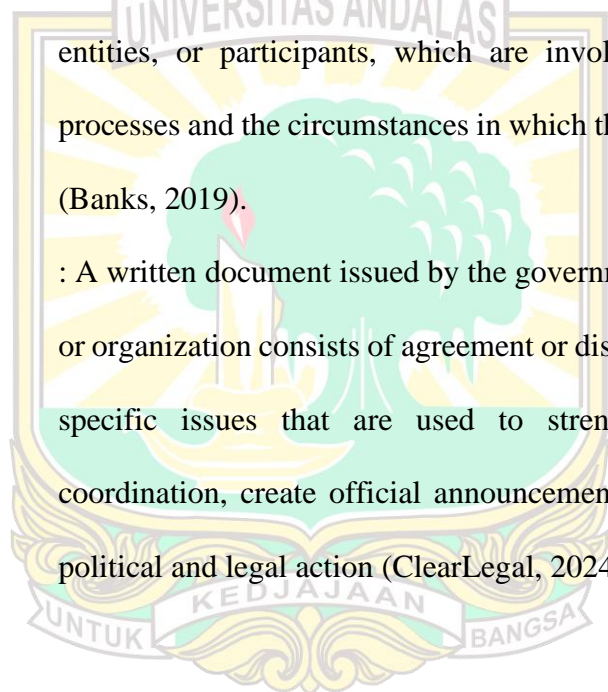 UNIVERSITAS ANDALAS
entities, or participants, which are invol
processes and the circumstances in which th
(Banks, 2019).
: A written document issued by the governm
or organization consists of agreement or dis
specific issues that are used to stren
coordination, create official announcemen
political and legal action (ClearLegal, 2024
UNTUK KEDJAJAAN BANGSA